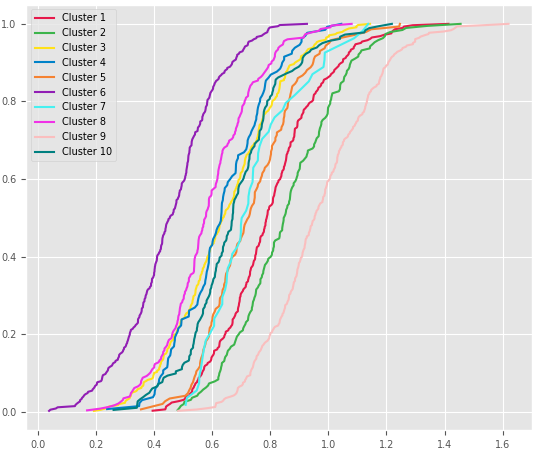 1.0
0.8
0.6
0.4
0.2
0.0
Cluster 1
Cluster 2
Cluster 3
Cluster 4
Cluster 5
Cluster 6
Cluster 7
Cluster 8
Cluster 9
Cluster 10
0.0 0.2 0.4 0.6 0.8 1.0 1.2 1.4 1.6